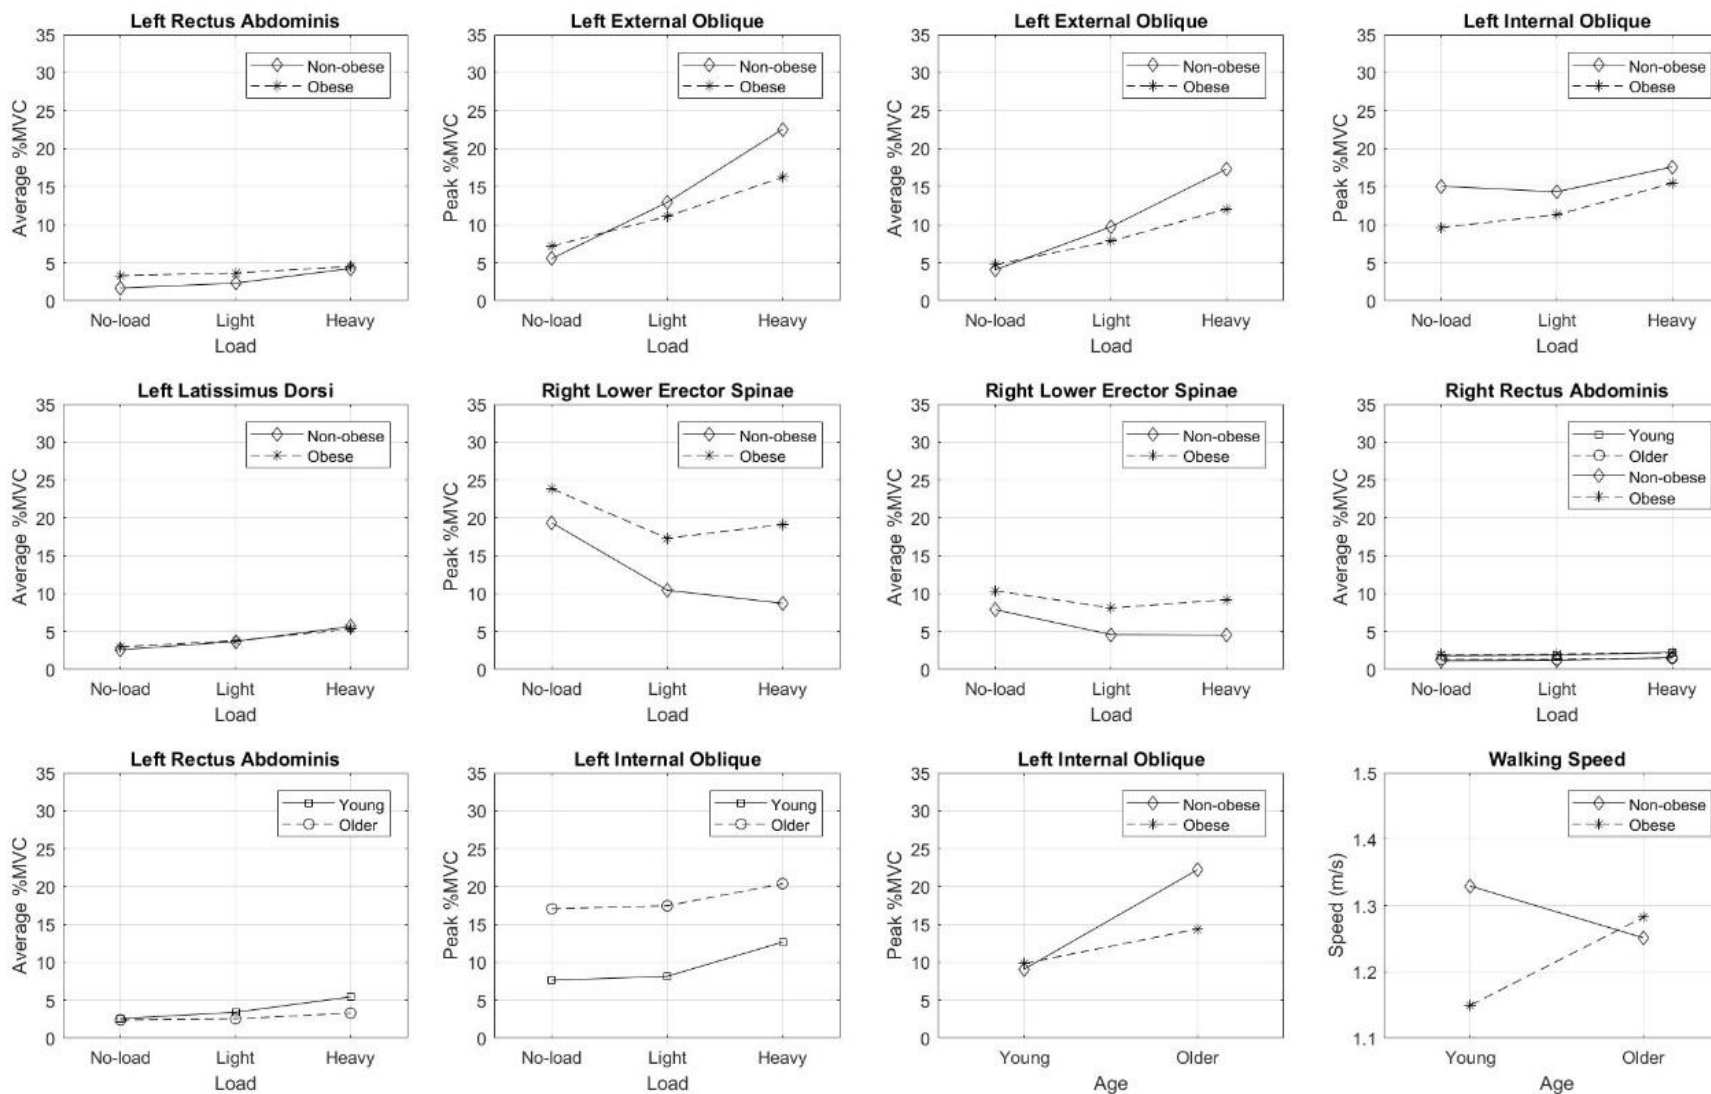 Left Rectus Abdominis
35
30
25
20
15
10
5
0
Average %MVC
Non-obese
Obese
No-load Light Heavy
Load
Left External Oblique
35
30
25
20
15
10
5
0
Peak %MVC
Non-obese
Obese
No-load Light Heavy
Load
Left External Oblique
35
30
25
20
15
10
5
0
Average %MVC
Non-obese
Obese
No-load Light Heavy
Load
Left Internal Oblique
35
30
25
20
15
10
5
0
Peak %MVC
Non-obese
Obese
No-load Light Heavy
Load
Left Latissimus Dorsi
35
30
25
20
15
10
5
0
Average %MVC
Non-obese
Obese
No-load Light Heavy
Load
Right Lower Erector Spinae
35
30
25
20
15
10
5
0
Peak %MVC
Non-obese
Obese
No-load Light Heavy
Load
Right Lower Erector Spinae
35
30
25
20
15
10
5
0
Average %MVC
Non-obese
Obese
No-load Light Heavy
Load
Right Rectus Abdominis
35
30
25
20
15
10
5
0
Average %MVC
Young
Older
Non-obese
Obese
No-load Light Heavy
Load
Left Rectus Abdominis
35
30
25
20
15
10
5
0
Average %MVC
Young
Older
No-load Light Heavy
Load
Left Internal Oblique
35
30
25
20
15
10
5
0
Peak %MVC
Young
Older
No-load Light Heavy
Load
Left Internal Oblique
35
30
25
20
15
10
5
0
Peak %MVC
Non-obese
Obese
Young Older
Age
Walking Speed
1.5
1.4
1.3
1.2
1.1
Speed (m/s)
Non-obese
Obese
Young Older
Age